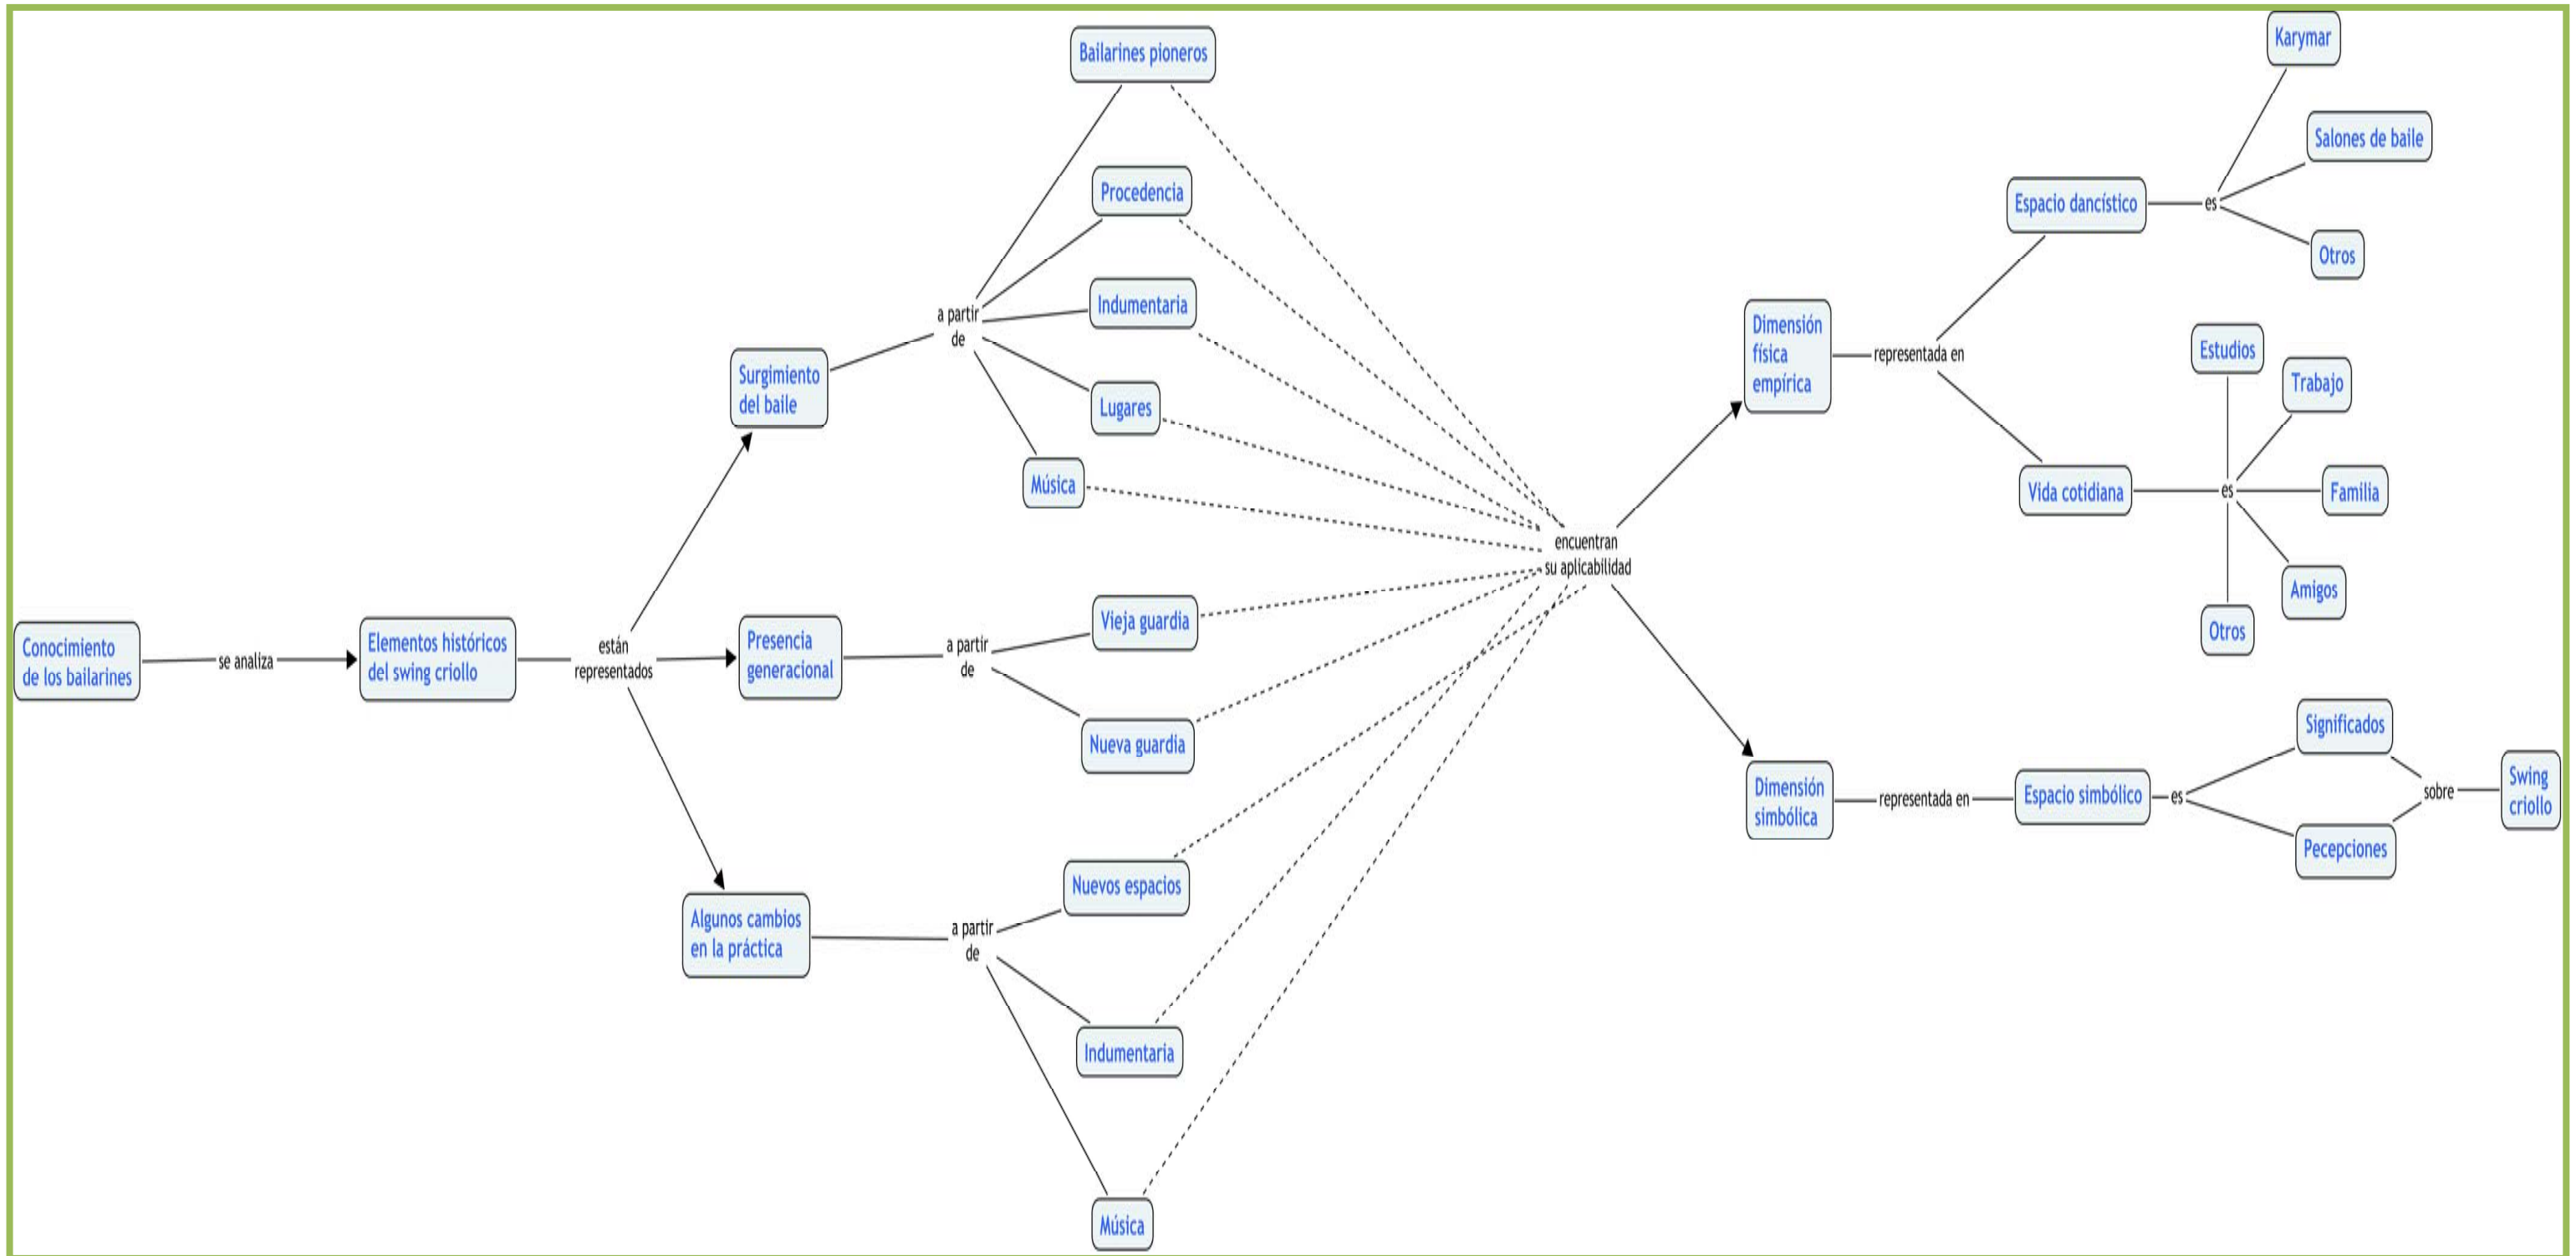 Conocimiento
de los bailarines
se analiza
Elementos históricos
del swing criollo
están
representados
Surgimiento
del baile
a partir
de
Bailarines pioneros
Procedencia
Indumentaria
Lugares
Música
Presencia
generacional
a partir
de
Vieja guardia
Nueva guardia
Algunos cambios
en la práctica
a partir
de
Nuevos espacios
Indumentaria
Música
encuentran
su aplicabilidad
Dimensión
física
empírica
representada en
Espacio dancístico
es
Karymar
Salones de baile
Otros
Vida cotidiana
es
Estudios
Trabajo
Familia
Amigos
Otros
Dimensión
simbólica
representada en
Espacio simbólico
es
Significados
Pecepciones
sobre
Swing
criollo